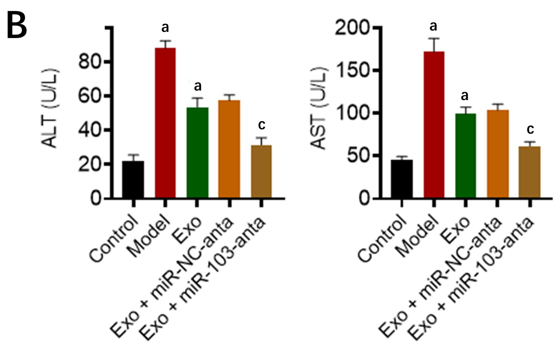 B
ALT (U/L)
80
60
40
20
0
a
a
c
Control
Model
Exo
Exo + miR-NC-anta
Exo + miR-103-anta
AST (U/L)
200
150
100
50
0
a
a
c
Control
Model
Exo
Exo + miR-NC-anta
Exo + miR-103-anta